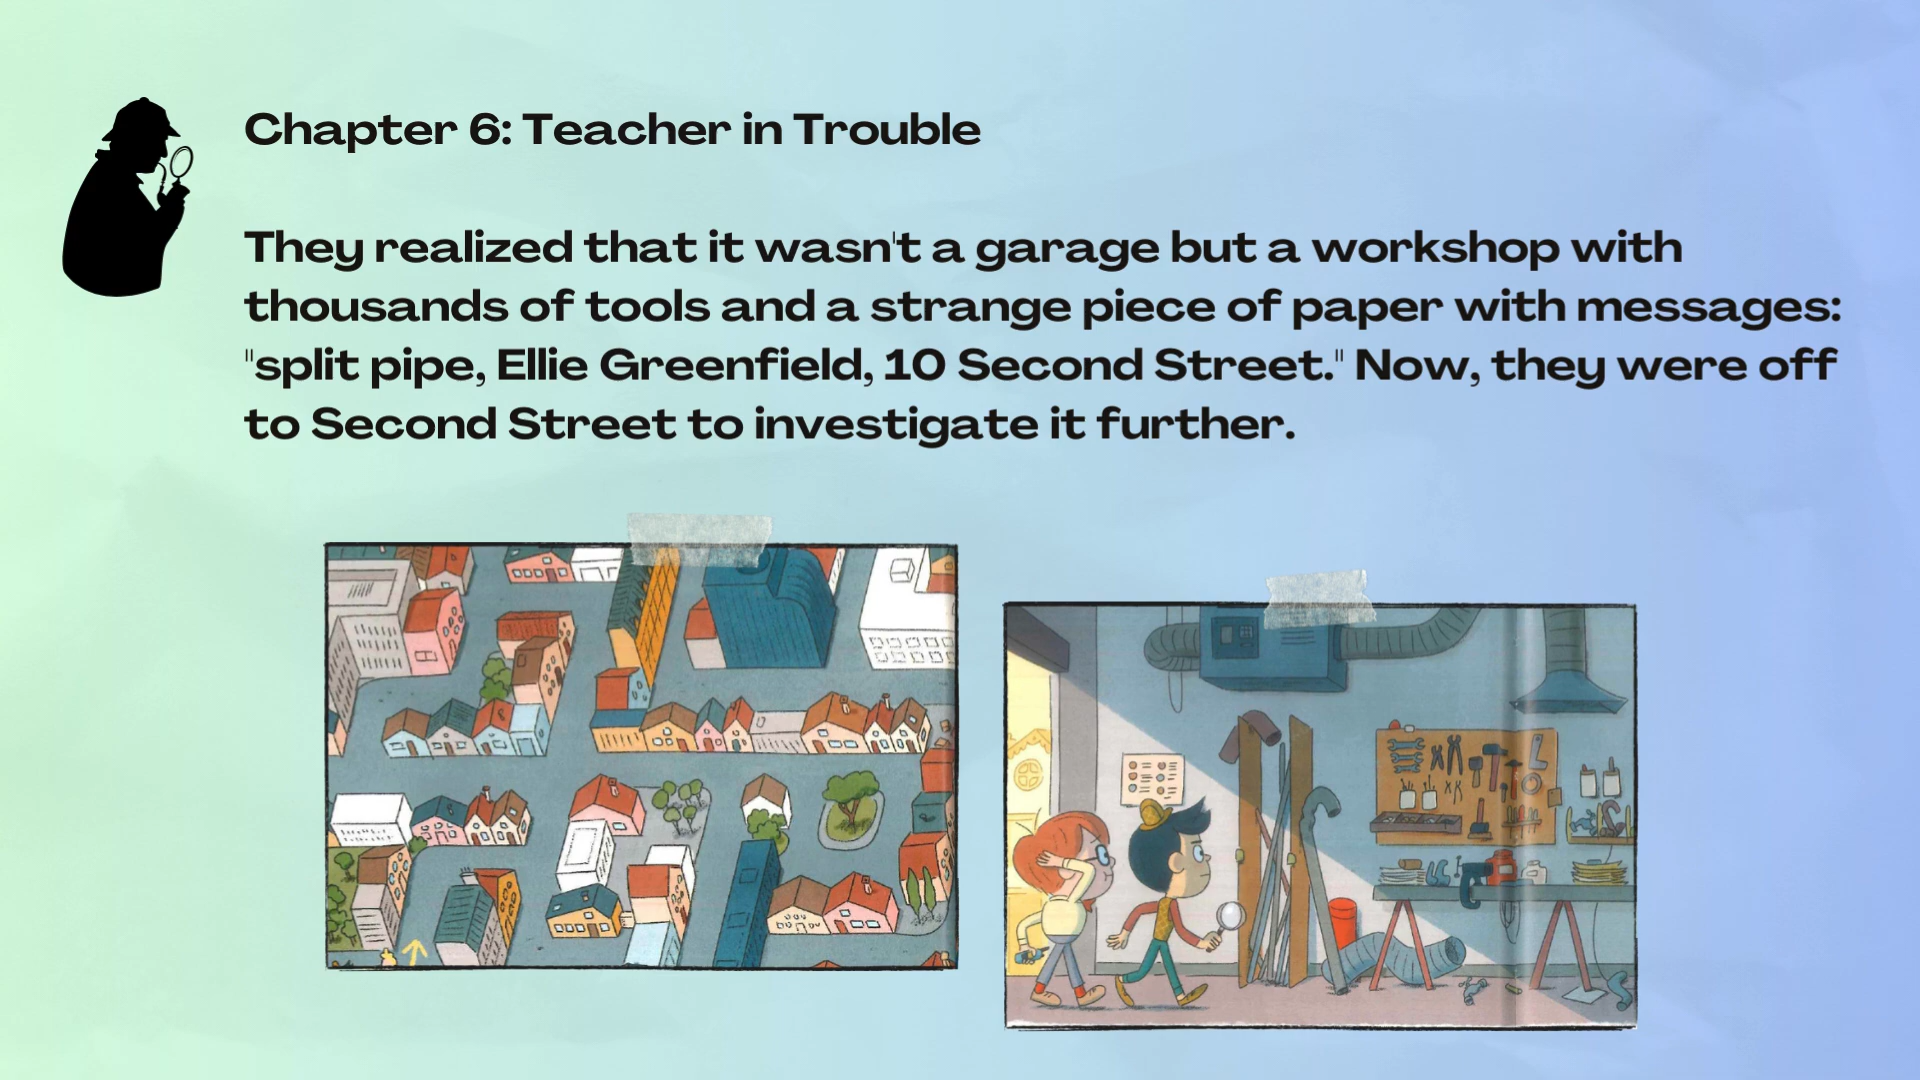 Chapter 6: Teacher in Trouble
They realized that it wasn't a garage but a workshop with
thousands of tools and a strange piece of paper with messages:
"split pipe, Ellie Greenfield, 10 Second Street." Now, they were off
to Second Street to investigate it further.